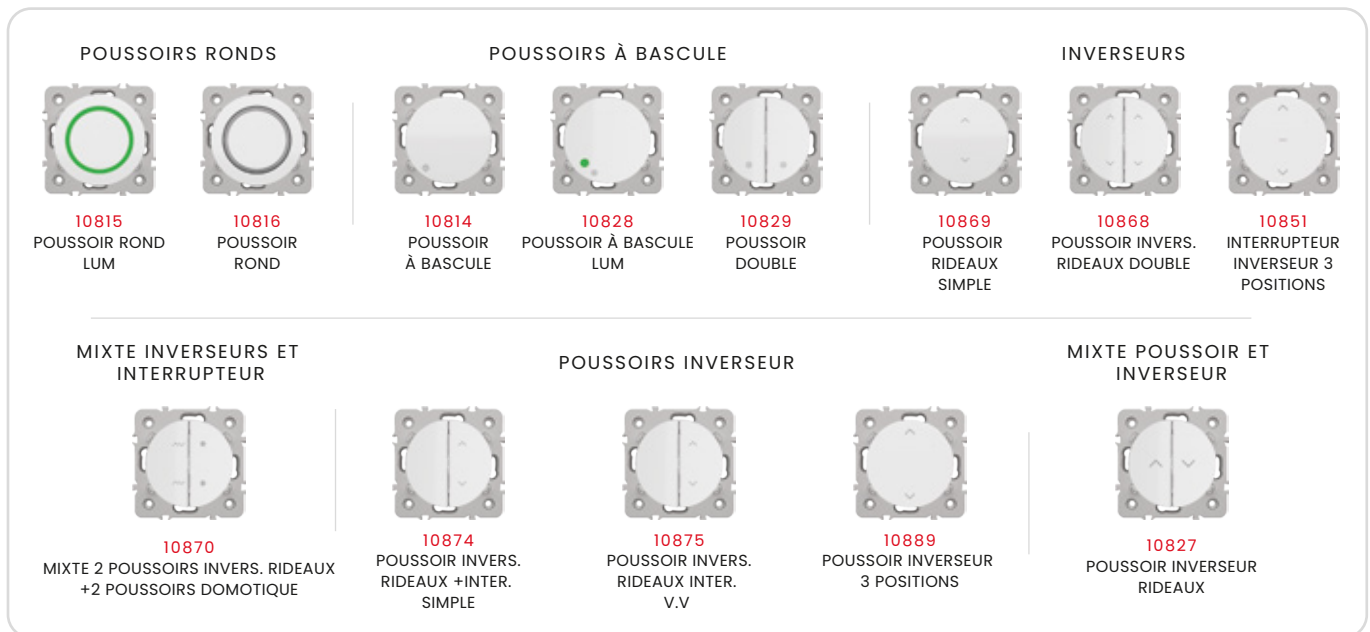 POUSSOIRS RONDS
10815
POUSSOIR ROND
LUM
10816
POUSSOIR
ROND
POUSSOIRS À BASCULE
10814
POUSSOIR
À BASCULE
10828
POUSSOIR À BASCULE
LUM
10829
POUSSOIR
DOUBLE
INVERSEURS
10869
POUSSOIR
RIDEAUX
SIMPLE
10868
POUSSOIR INVERS.
RIDEAUX DOUBLE
10851
INTERRUPTEUR
INVERSEUR 3
POSITIONS
MIXTE INVERSEURS ET
INTERRUPTEUR
10870
MIXTE 2 POUSSOIRS INVERS. RIDEAUX
+2 POUSSOIRS DOMOTIQUE
POUSSOIRS INVERSEUR
10874
POUSSOIR INVERS.
RIDEAUX +INTER.
SIMPLE
10875
POUSSOIR INVERS.
RIDEAUX INTER.
V.V
10889
POUSSOIR INVERSEUR
3 POSITIONS
MIXTE POUSSOIR ET
INVERSEUR
10827
POUSSOIR INVERSEUR
RIDEAUX